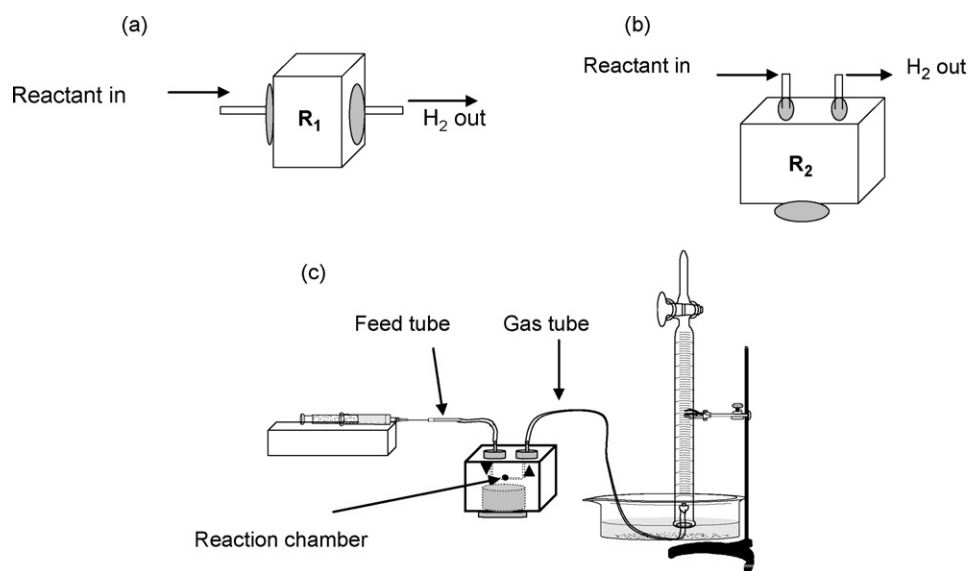 (a)
Reactant in
R₁
H₂ out
(b)
Reactant in
H₂ out
R₂
(c)
Feed tube
Gas tube
Reaction chamber